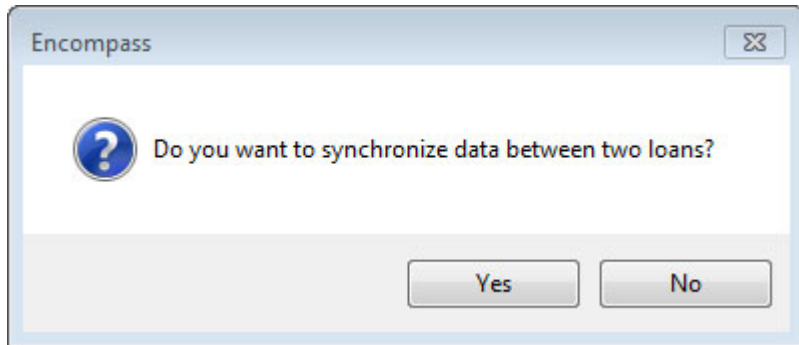 Encompass
Do you want to synchronize data between two loans?
Yes No